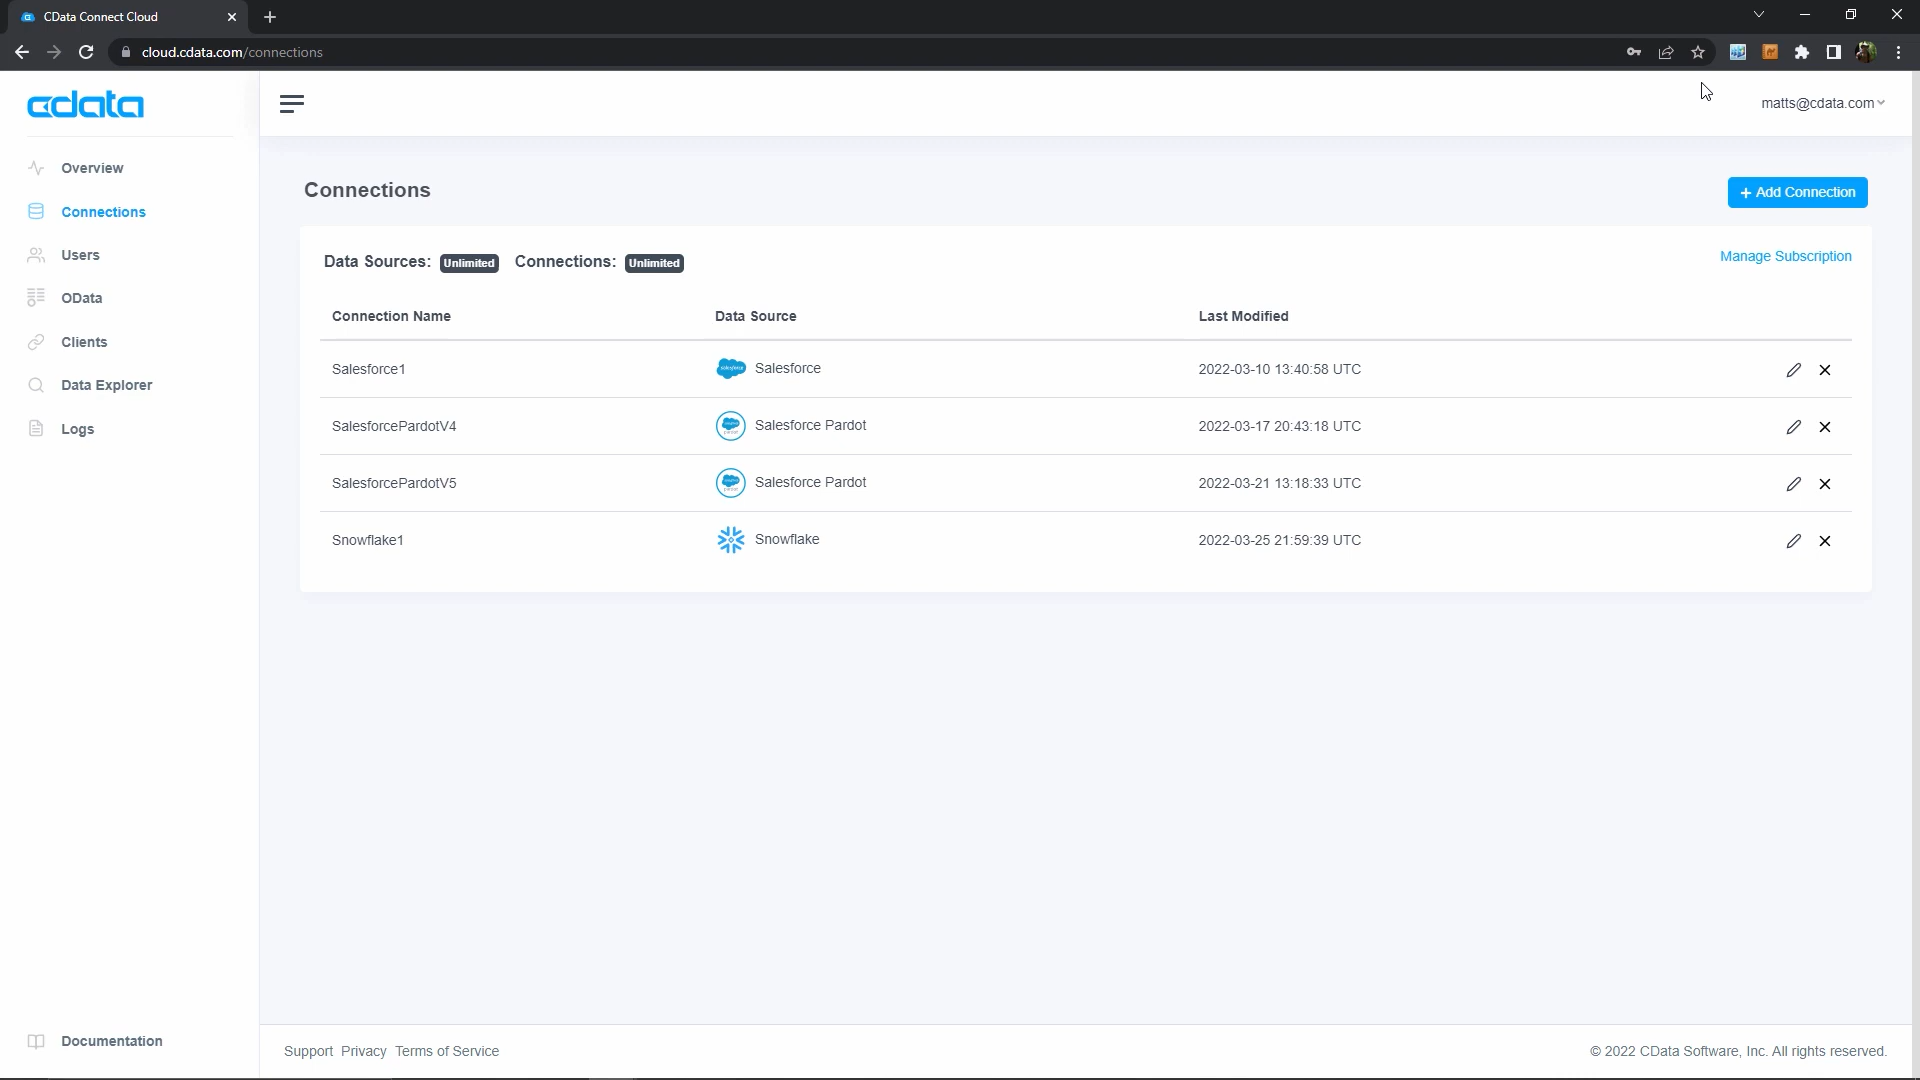 CData Connect Cloud
cloud.cdata.com/connections
cdata
matts@cdata.com
Overview
Connections
Users
OData
Clients
Data Explorer
Logs
Documentation
Connections
+ Add Connection
Data Sources: Unlimited Connections: Unlimited
Manage Subscription
Connection Name Data Source Last Modified
Salesforce1 salesforce Salesforce 2022-03-10 13:40:58 UTC
SalesforcePardotV4 Salesforce Pardot 2022-03-17 20:43:18 UTC
SalesforcePardotV5 Salesforce Pardot 2022-03-21 13:18:33 UTC
Snowflake1 Snowflake 2022-03-25 21:59:39 UTC
Support Privacy Terms of Service
© 2022 CData Software, Inc. All rights reserved.